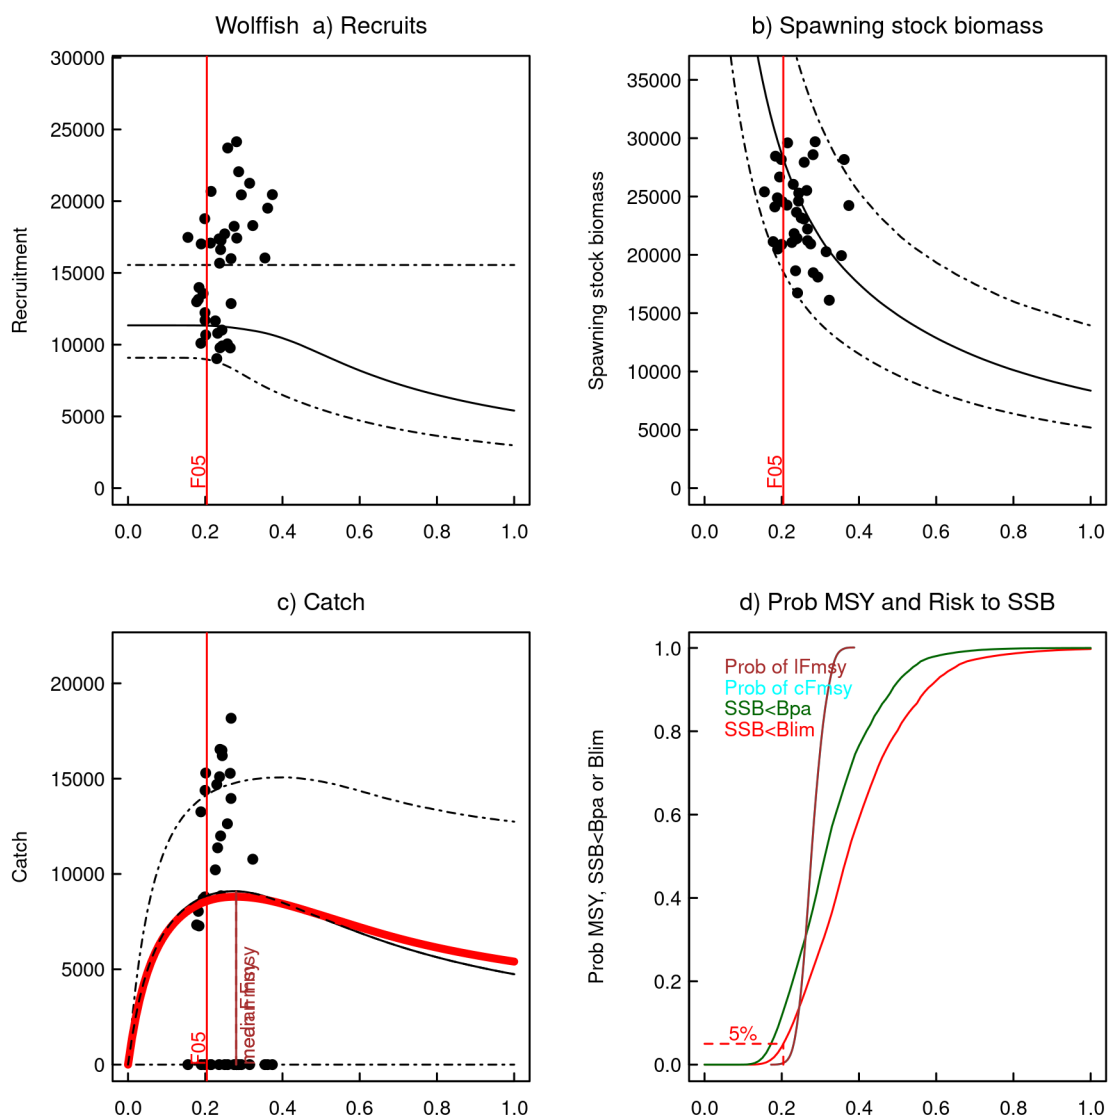 Wolffish a) Recruits
Recruitment
30000
25000
20000
15000
10000
5000
0
F05
0.0 0.2 0.4 0.6 0.8 1.0
b) Spawning stock biomass
Spawning stock biomass
35000
30000
25000
20000
15000
10000
5000
0
F05
0.0 0.2 0.4 0.6 0.8 1.0
c) Catch
Catch
20000
15000
10000
5000
0
F05
0.0 0.2 0.4 0.6 0.8 1.0
d) Prob MSY and Risk to SSB
Prob MSY, SSB<Bpa or Blim
1.0
0.8
0.6
0.4
0.2
0.0
Prob of lFmsy
Prob of cFmsy
SSB<Bpa
SSB<Blim
5%
0.0 0.2 0.4 0.6 0.8 1.0